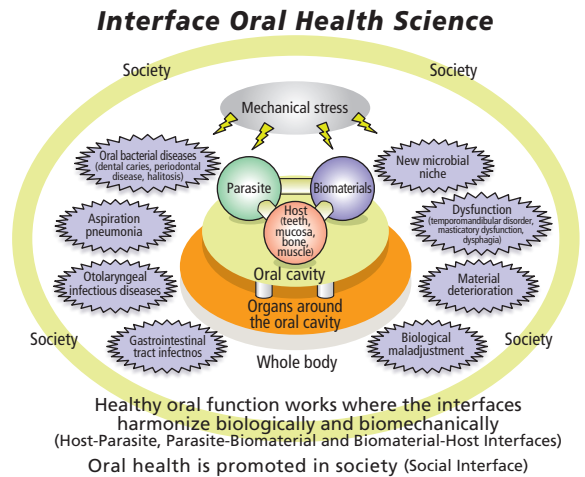 Interface Oral Health Science
Society
Society
Mechanical stress
Oral bacterial diseases
(dental caries, periodontal
disease, halitosis)
New microbial
niche
Parasite
Biomaterials
Host
(teeth,
mucosa,
bone,
muscle)
Aspiration
pneumonia
Dysfunction
(temporomandibular disorder,
masticatory dysfunction,
dysphagia)
Oral cavity
Otolaryngeal
infectious diseases
Material
deterioration
Organs around
the oral cavity
Society
Society
Gastrointestinal
tract infectnos
Biological
maladjustment
Whole body
Healthy oral function works where the interfaces
harmonize biologically and biomechanically
(Host-Parasite, Parasite-Biomaterial and Biomaterial-Host Interfaces)
Oral health is promoted in society (Social Interface)